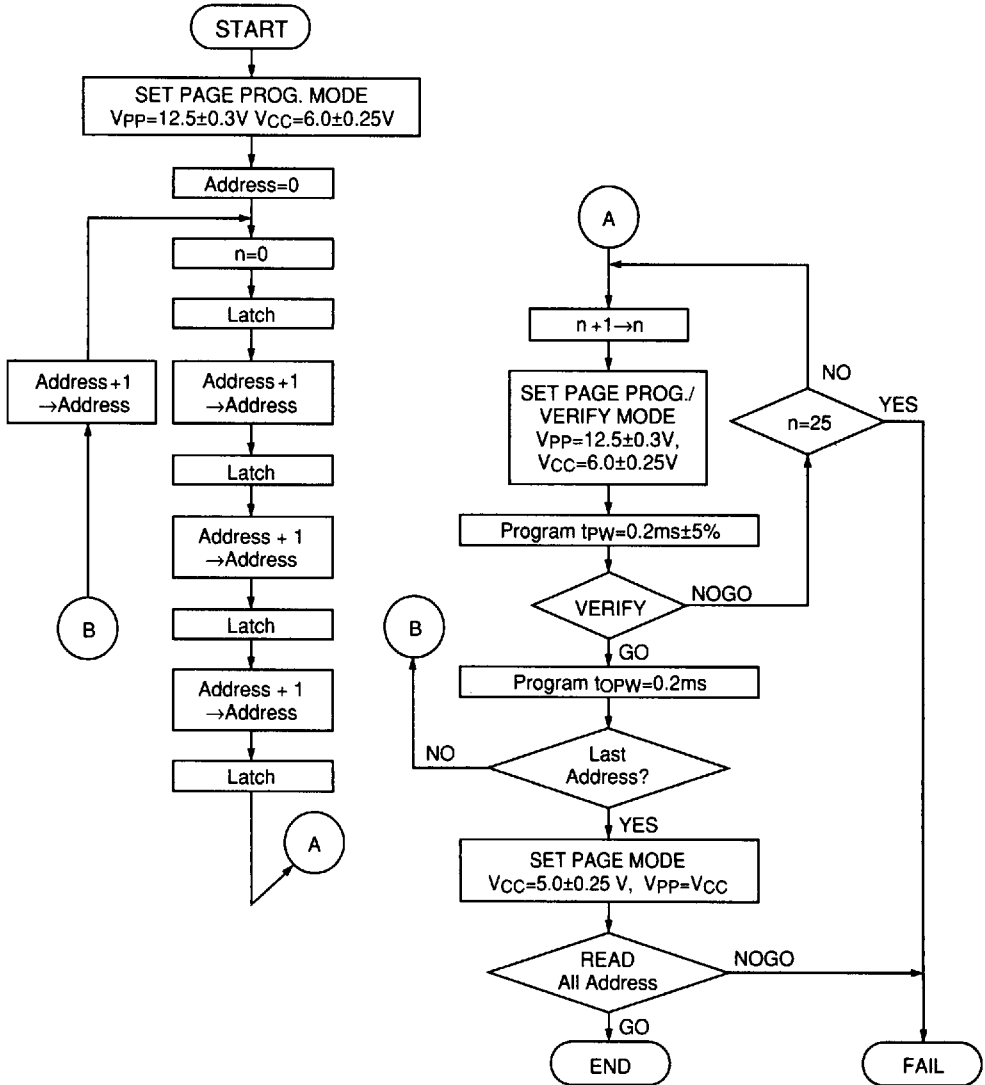 START
SET PAGE PROG. MODE
VPP=12.5±0.3V VCC=6.0±0.25V
Address=0
n=0
Latch
Address+1
→Address
Address+1
→Address
Latch
Address + 1
→Address
B
Latch
Address + 1
→Address
Latch
A
A
n+1→n
SET PAGE PROG./
VERIFY MODE
VPP=12.5±0.3V,
VCC=6.0±0.25V
NO
n=25
YES
Program tPW=0.2ms±5%
VERIFY
NOGO
GO
B
Program tOPW=0.2ms
Last
Address?
NO
YES
SET PAGE MODE
VCC=5.0±0.25 V, VPP=VCC
READ
All Address
NOGO
GO
END
FAIL